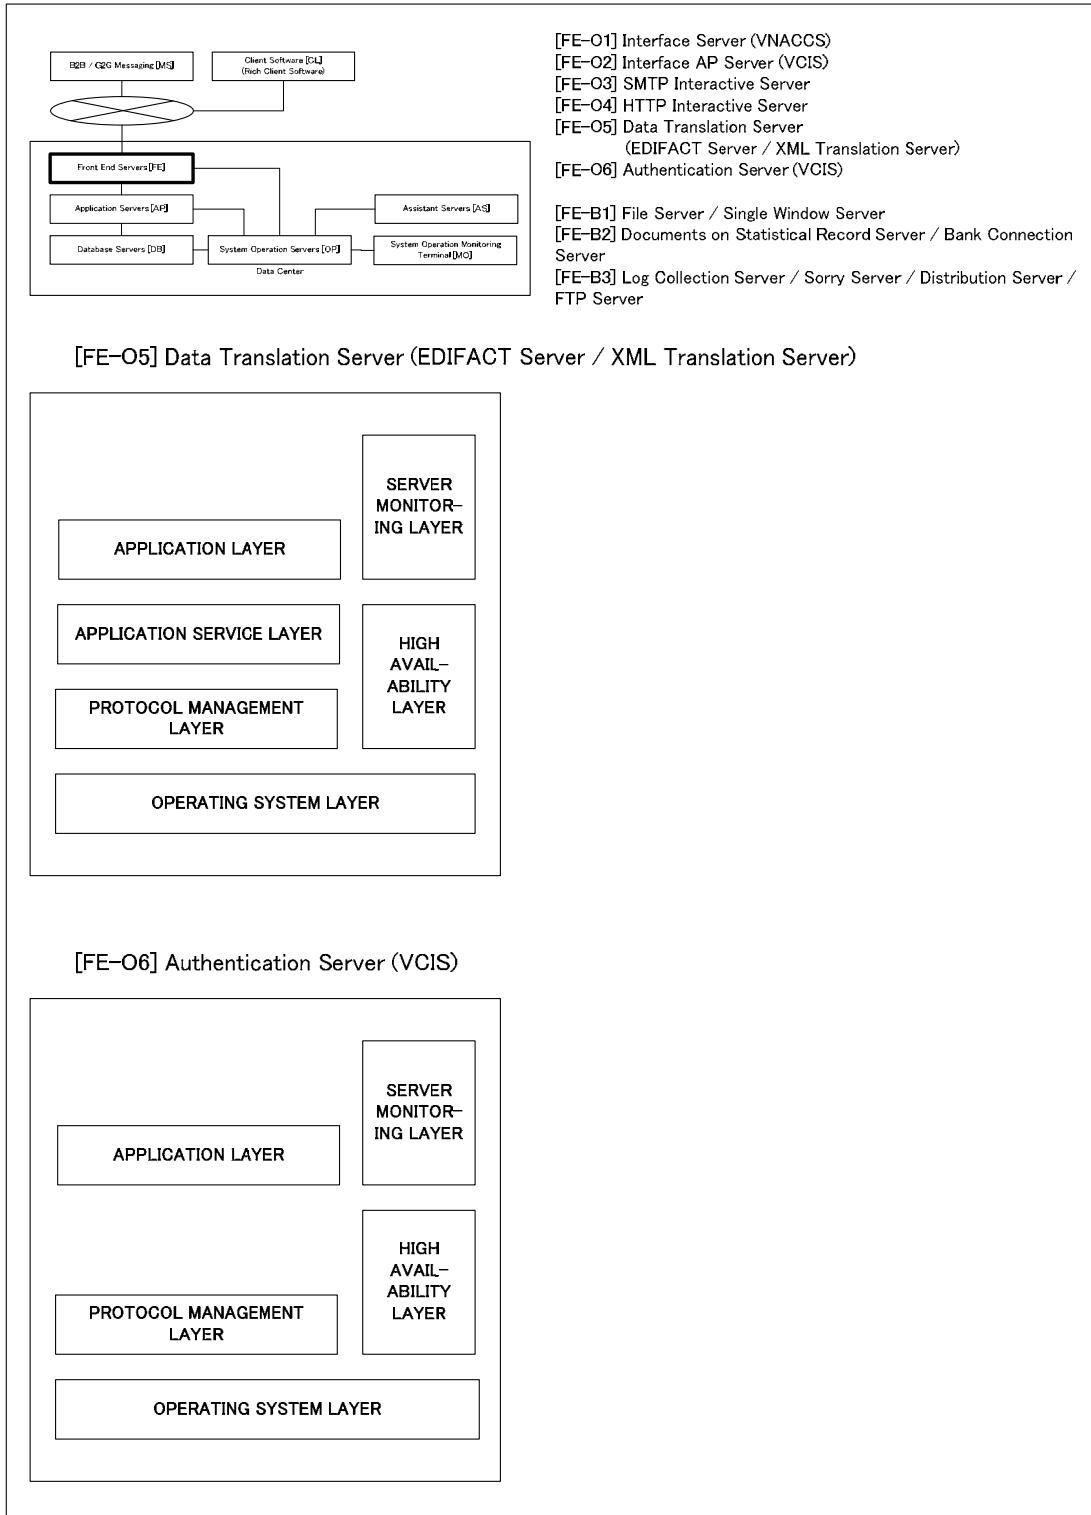 B2B / G2G Messaging [MS]
Client Software [CL]
(Rich Client Software)
Front End Servers [FE]
Application Servers [AP]
Assistant Servers [AS]
Database Servers [DB]
System Operation Servers [OP]
System Operation Monitoring
Terminal [MO]
Data Center
[FE-O1] Interface Server (VNACCS)
[FE-O2] Interface AP Server (VCIS)
[FE-O3] SMTP Interactive Server
[FE-O4] HTTP Interactive Server
[FE-O5] Data Translation Server
(EDIFACT Server / XML Translation Server)
[FE-O6] Authentication Server (VCIS)
[FE-B1] File Server / Single Window Server
[FE-B2] Documents on Statistical Record Server / Bank Connection
Server
[FE-B3] Log Collection Server / Sorry Server / Distribution Server /
FTP Server
[FE-O5] Data Translation Server (EDIFACT Server / XML Translation Server)
SERVER
MONITOR-
ING LAYER
APPLICATION LAYER
APPLICATION SERVICE LAYER
HIGH
AVAIL-
ABILITY
LAYER
PROTOCOL MANAGEMENT
LAYER
OPERATING SYSTEM LAYER
[FE-O6] Authentication Server (VCIS)
SERVER
MONITOR-
ING LAYER
APPLICATION LAYER
HIGH
AVAIL-
ABILITY
LAYER
PROTOCOL MANAGEMENT
LAYER
OPERATING SYSTEM LAYER